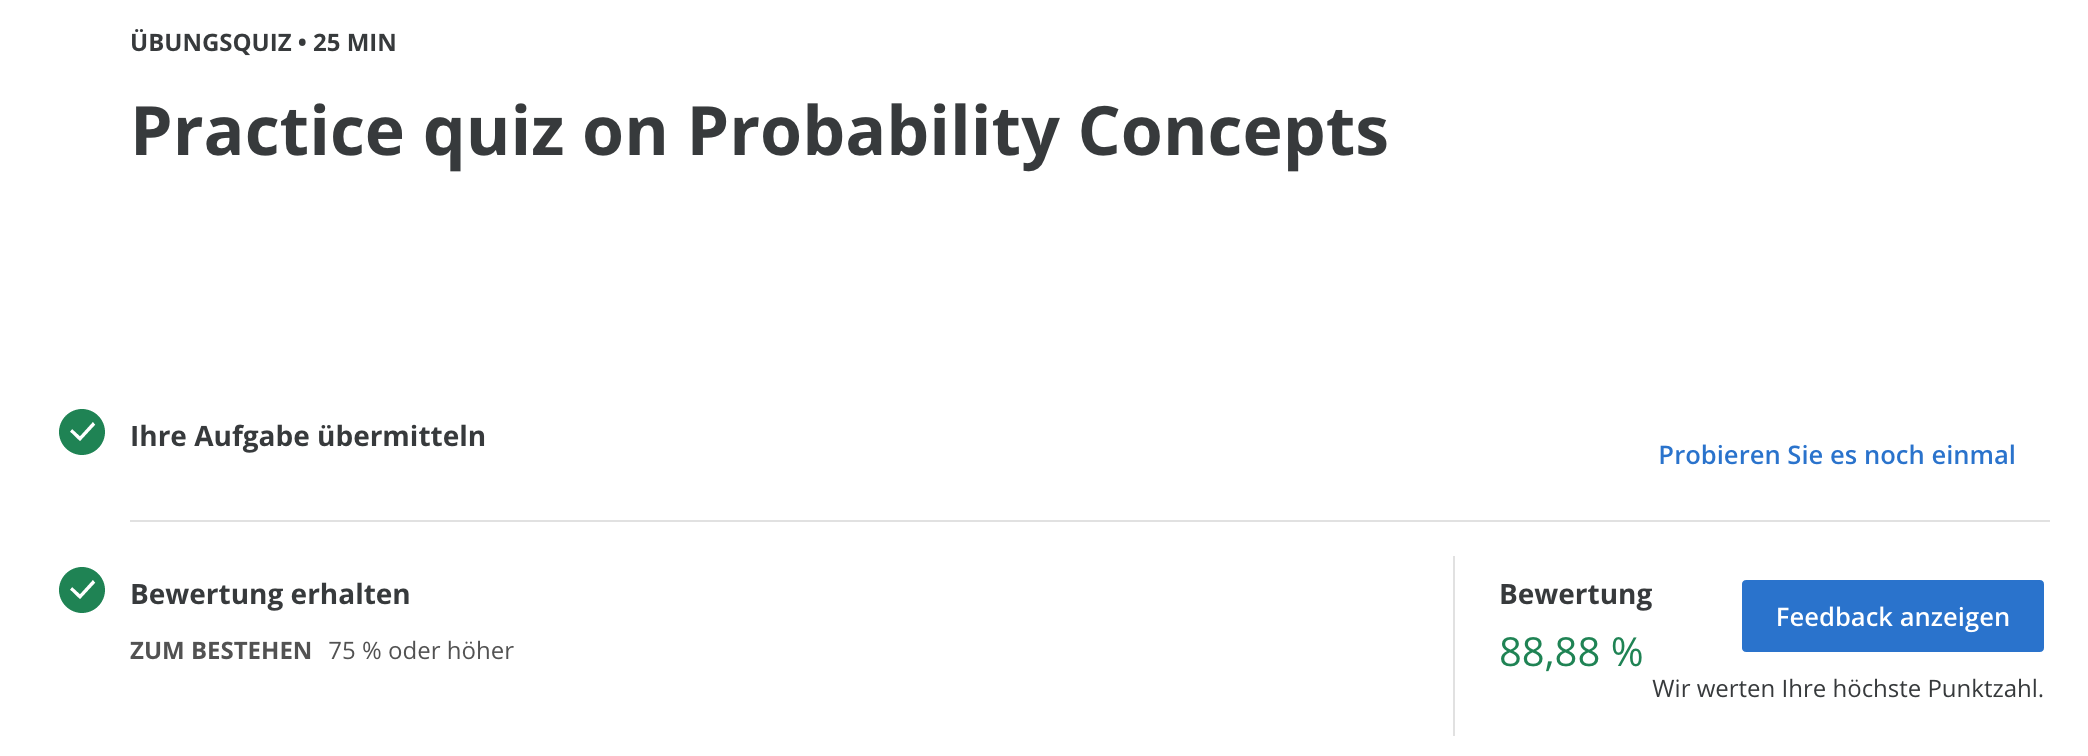 ÜBUNGSQUIZ • 25 MIN
Practice quiz on Probability Concepts
Ihre Aufgabe übermitteln
Probieren Sie es noch einmal
Bewertung erhalten
ZUM BESTEHEN 75 % oder höher
Bewertung
88,88 %
Feedback anzeigen
Wir werten Ihre höchste Punktzahl.